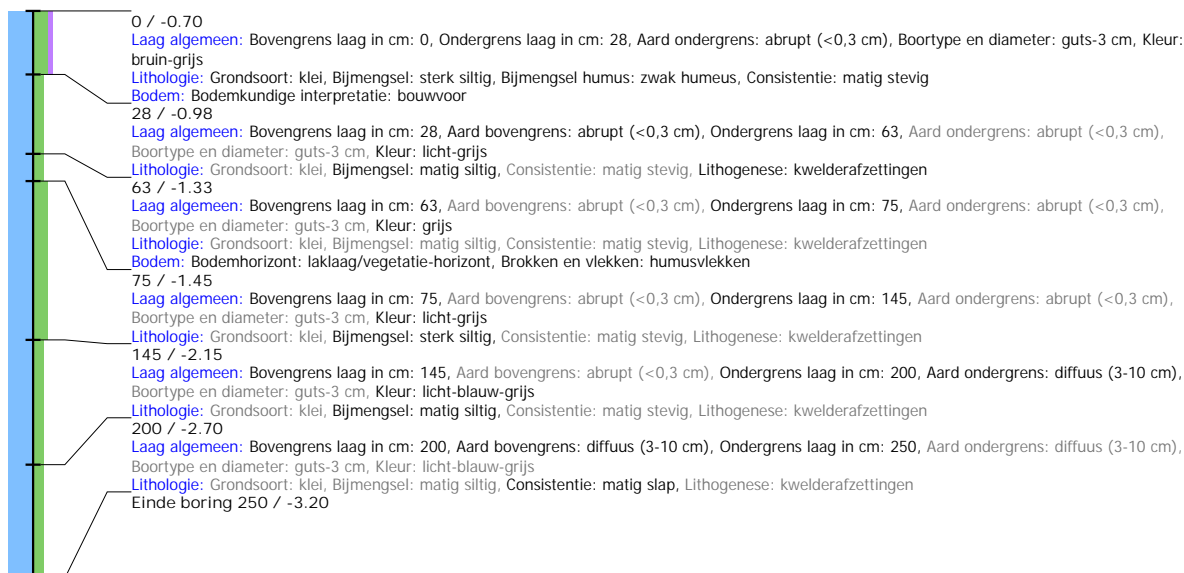 0 / -0.70
Laag algemeen: Bovengrens laag in cm: 0, Ondergrens laag in cm: 28, Aard ondergrens: abrupt (<0,3 cm), Boortype en diameter: guts-3 cm, Kleur:
bruin-grijs
Lithologie: Grondsoort: klei, Bijmengsel: sterk siltig, Bijmengsel humus: zwak humeus, Consistentie: matig stevig
Bodem: Bodemkundige interpretatie: bouwvoor
28 / -0.98
Laag algemeen: Bovengrens laag in cm: 28, Aard bovengrens: abrupt (<0,3 cm), Ondergrens laag in cm: 63, Aard ondergrens: abrupt (<0,3 cm),
Boortype en diameter: guts-3 cm, Kleur: licht-grijs
Lithologie: Grondsoort: klei, Bijmengsel: matig siltig, Consistentie: matig stevig, Lithogenese: kwelderafzettingen
63 / -1.33
Laag algemeen: Bovengrens laag in cm: 63, Aard bovengrens: abrupt (<0,3 cm), Ondergrens laag in cm: 75, Aard ondergrens: abrupt (<0,3 cm),
Boortype en diameter: guts-3 cm, Kleur: grijs
Lithologie: Grondsoort: klei, Bijmengsel: matig siltig, Consistentie: matig stevig, Lithogenese: kwelderafzettingen
Bodem: Bodemhorizont: laklaag/vegetatie-horizont, Brokken en vlekken: humusvlekken
75 / -1.45
Laag algemeen: Bovengrens laag in cm: 75, Aard bovengrens: abrupt (<0,3 cm), Ondergrens laag in cm: 145, Aard ondergrens: abrupt (<0,3 cm),
Boortype en diameter: guts-3 cm, Kleur: licht-grijs
Lithologie: Grondsoort: klei, Bijmengsel: sterk siltig, Consistentie: matig stevig, Lithogenese: kwelderafzettingen
145 / -2.15
Laag algemeen: Bovengrens laag in cm: 145, Aard bovengrens: abrupt (<0,3 cm), Ondergrens laag in cm: 200, Aard ondergrens: diffuus (3-10 cm),
Boortype en diameter: guts-3 cm, Kleur: licht-blauw-grijs
Lithologie: Grondsoort: klei, Bijmengsel: matig siltig, Consistentie: matig stevig, Lithogenese: kwelderafzettingen
200 / -2.70
Laag algemeen: Bovengrens laag in cm: 200, Aard bovengrens: diffuus (3-10 cm), Ondergrens laag in cm: 250, Aard ondergrens: diffuus (3-10 cm),
Boortype en diameter: guts-3 cm, Kleur: licht-blauw-grijs
Lithologie: Grondsoort: klei, Bijmengsel: matig siltig, Consistentie: matig slap, Lithogenese: kwelderafzettingen
Einde boring 250 / -3.20